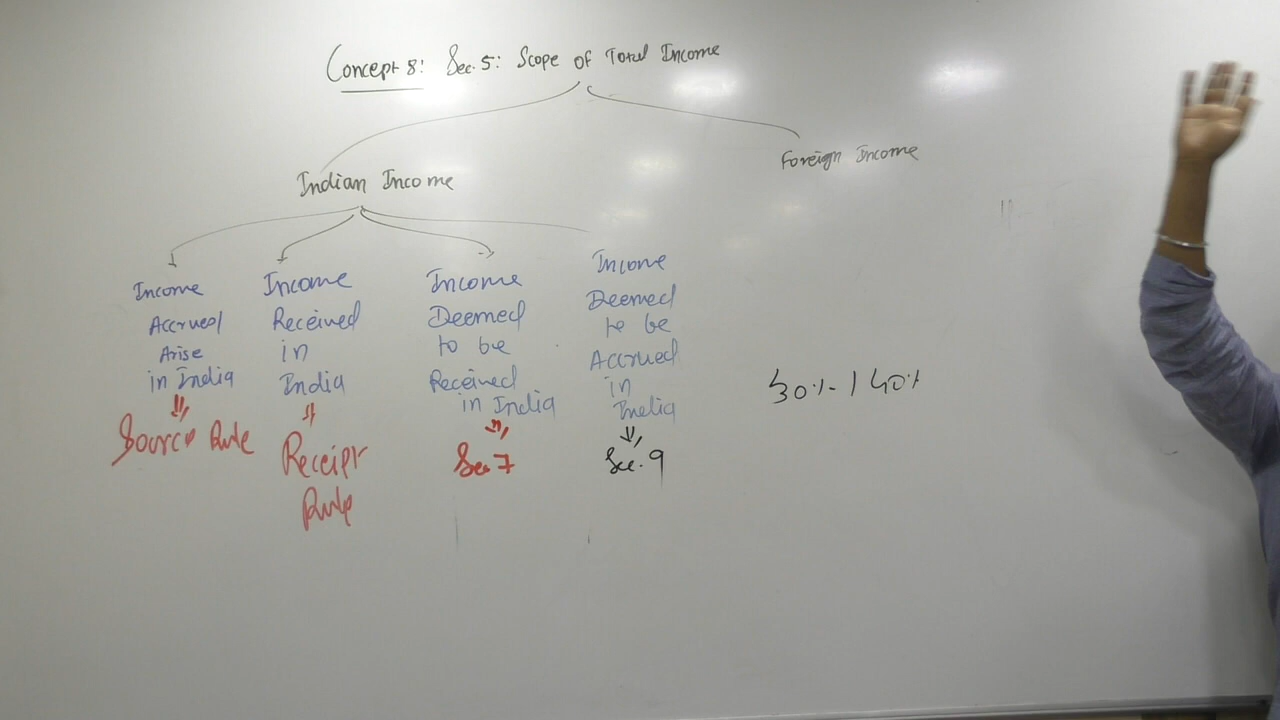 Concept 8: Sec. 5: Scope of Total Income
Indian Income
Foreign Income
Income
Accrued
Arise
in India
Source Rule
Income
Received
in
India
Receipt
Rule
Income
Deemed
to be
Received
in India
Sec 7
Income
Deemed
to be
Accrued
in
India
Sec. 9
30% / 40%